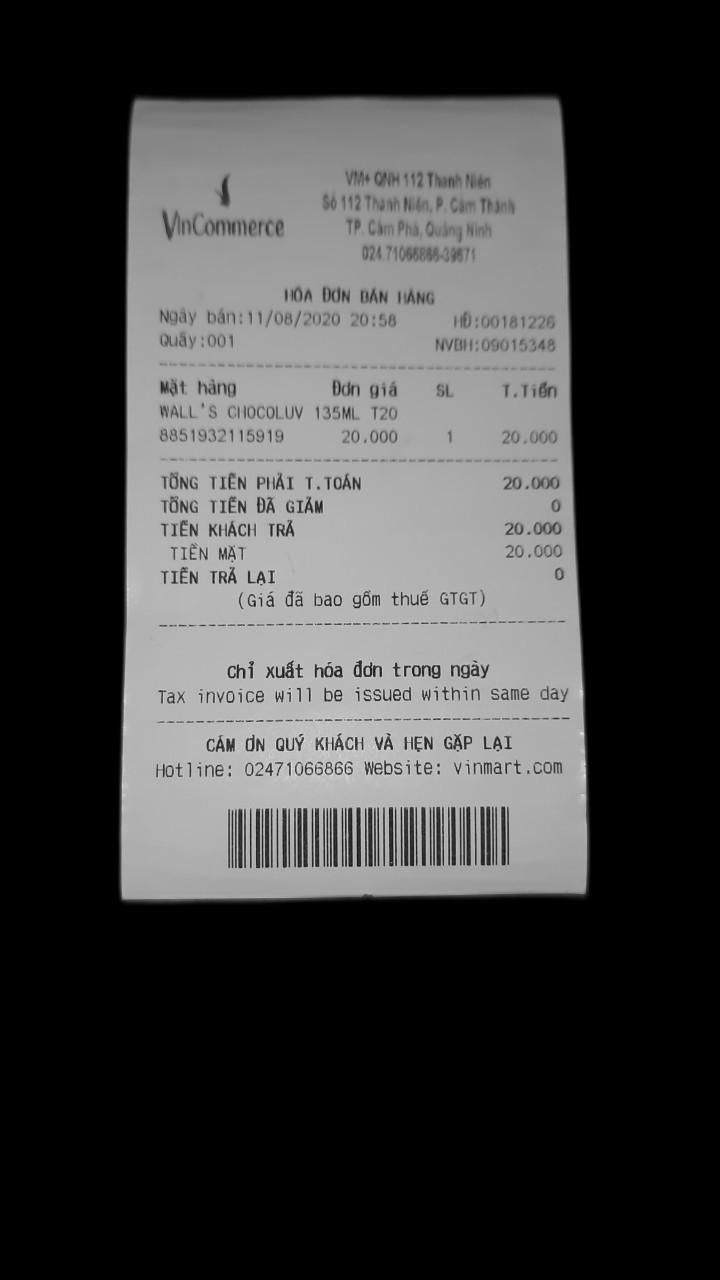 VinCommerce
VM+ QNH 112 Thanh Niên
Số 112 Thanh Niên, P. Cẩm Thành
TP. Cẩm Phả, Quảng Ninh
024.71066866-39671
HÓA ĐƠN BÁN HÀNG
Ngày bán:11/08/2020 20:58 HĐ:00181226
Quầy:001 NVBH:09015348
Mặt hàng Đơn giá SL T.Tiền
WALL'S CHOCOLUV 135ML T20
8851932115919 20.000 1 20.000
TỔNG TIỀN PHẢI T.TOÁN 20.000
TỔNG TIỀN ĐÃ GIẢM 0
TIỀN KHÁCH TRẢ 20.000
TIỀN MẶT 20.000
TIỀN TRẢ LẠI 0
(Giá đã bao gồm thuế GTGT)
Chỉ xuất hóa đơn trong ngày
Tax invoice will be issued within same day
CẢM ƠN QUÝ KHÁCH VÀ HẸN GẶP LẠI
Hotline: 02471066866 Website: vinmart.com